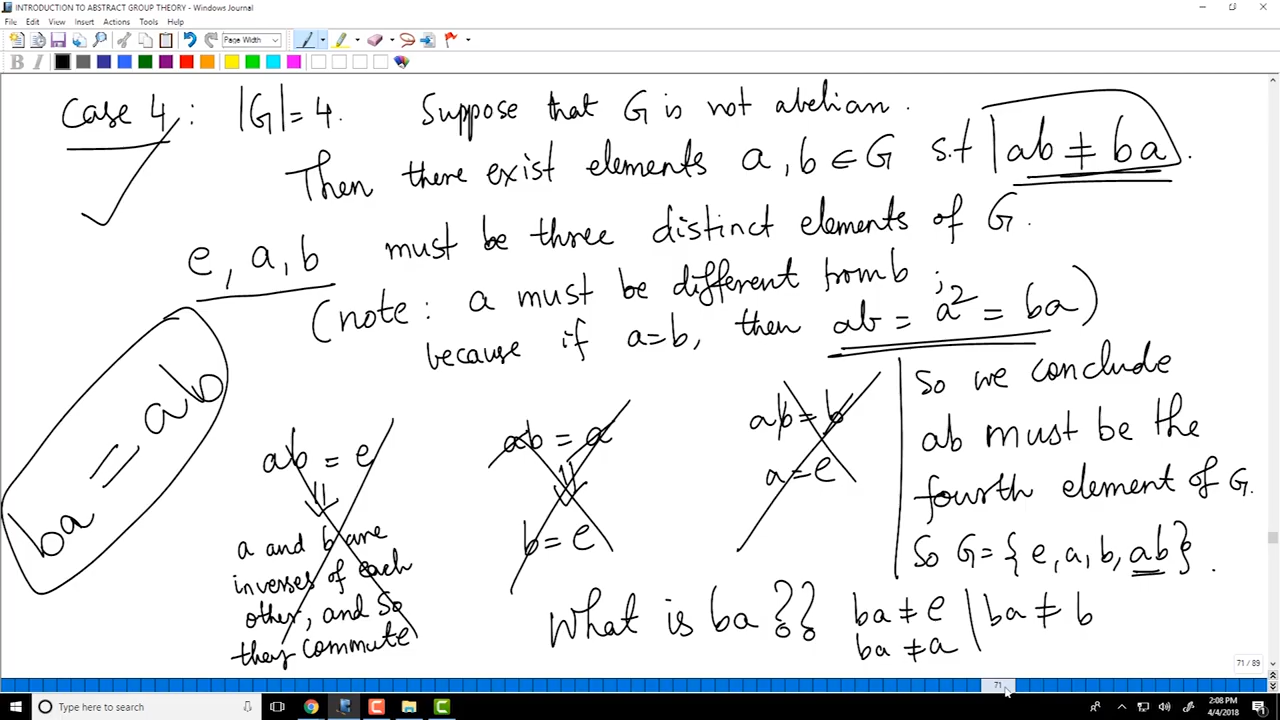 INTRODUCTION TO ABSTRACT GROUP THEORY - Windows Journal
File Edit View Insert Actions Tools Help
Page Width
B I
Case 4 : |G| = 4. Suppose that G is not abelian.
Then there exist elements a, b ∈ G s.t ab ≠ ba.
e, a, b must be three distinct elements of G.
(note: a must be different from b;
because if a=b, then ab = a² = ba)
ba = ab
ab = e
⇓
a and b are
inverses of each
other, and so
they commute
ab = a
⇓
b = e
ab = b
a = e
So we conclude
ab must be the
fourth element of G.
So G = { e, a, b, ab }.
What is ba ??
ba ≠ e | ba ≠ b
ba ≠ a
71 / 89
71
Type here to search
2:08 PM
4/4/2018